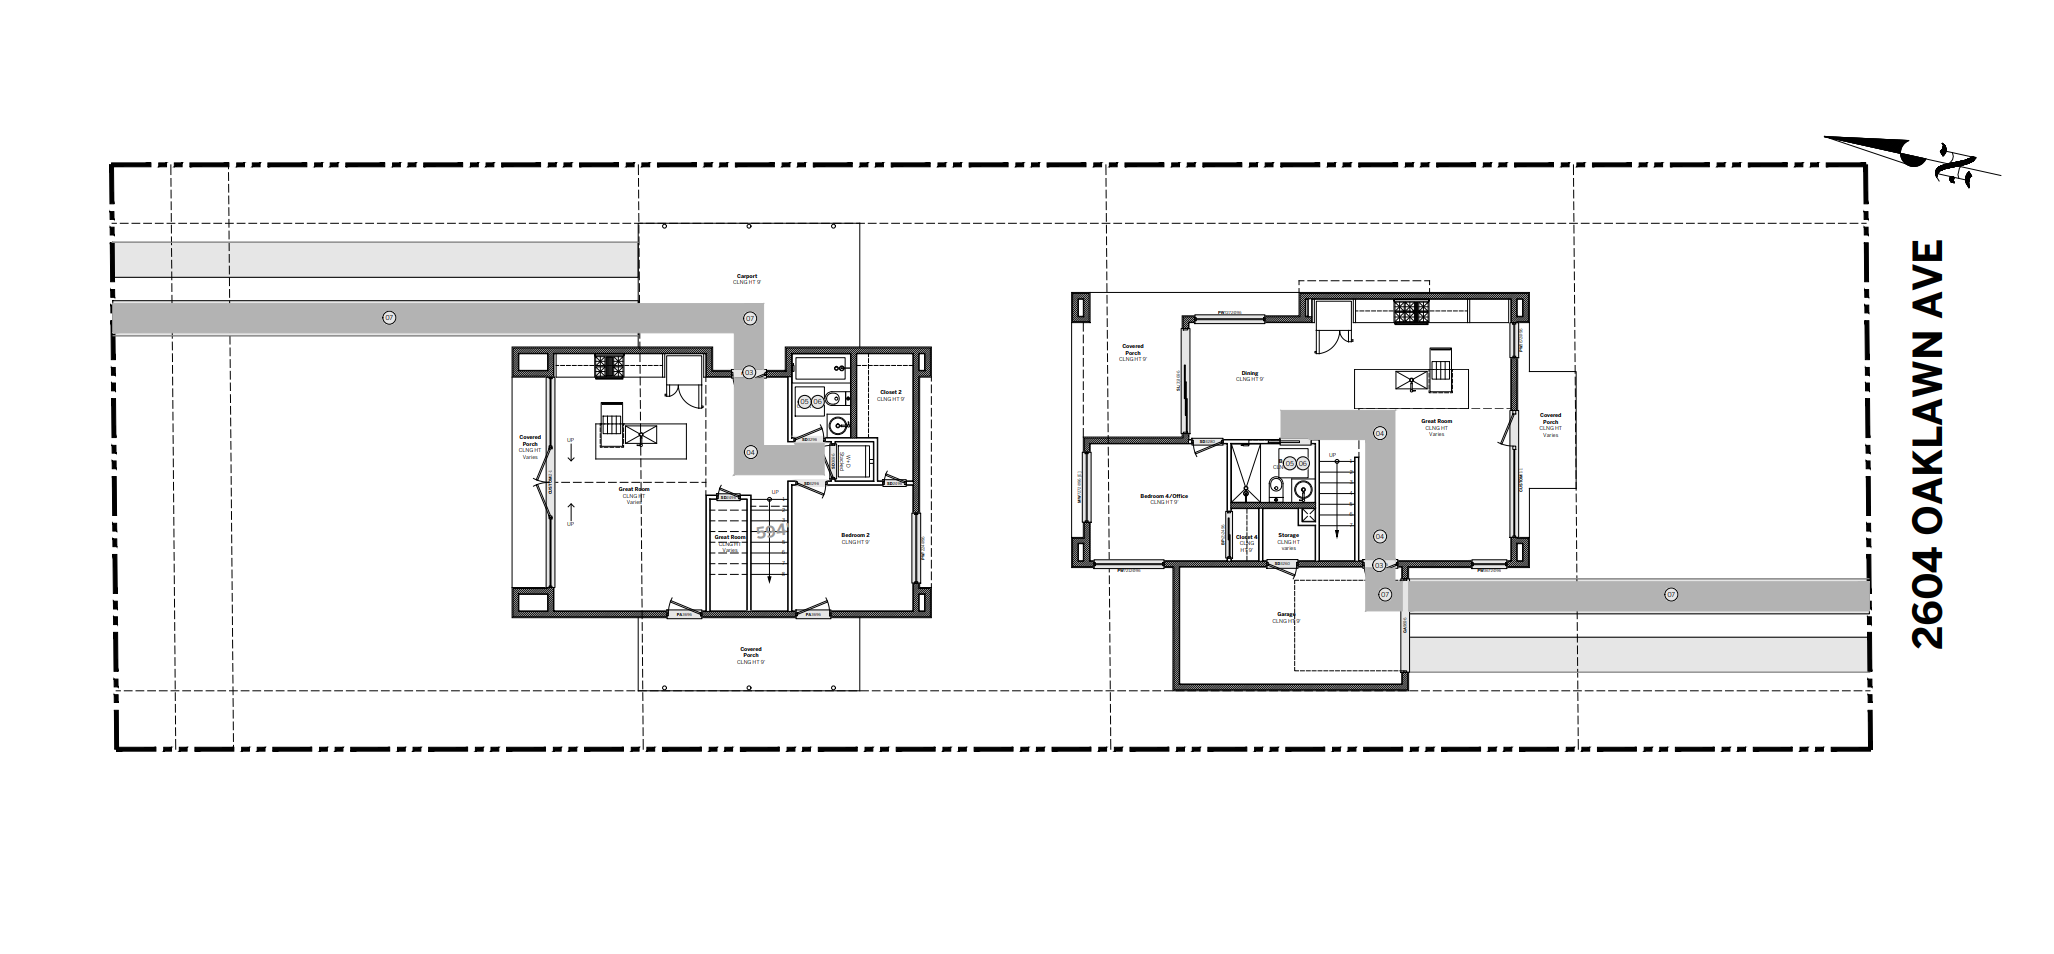 Carport
CLNG HT 9'
07
07
03
05 06
Closet 2
CLNG HT 9'
Covered
Porch
CLNG HT
Varies
UP
UP
04
W+D
Stacked
Great Room
CLNG HT
Varies
UP
594
Great Room
CLNG HT
Varies
Bedroom 2
CLNG HT 9'
Covered
Porch
CLNG HT 9'
Covered
Porch
CLNG HT 9'
Dining
CLNG HT 9'
Great Room
CLNG HT
Varies
Covered
Porch
CLNG HT
Varies
04
05 06
UP
Bedroom 4/Office
CLNG HT 9'
Closet 4
CLNG
HT 9'
Storage
CLNG HT
varies
04
03
07
07
Garage
CLNG HT 9'
2604 OAKLAWN AVE